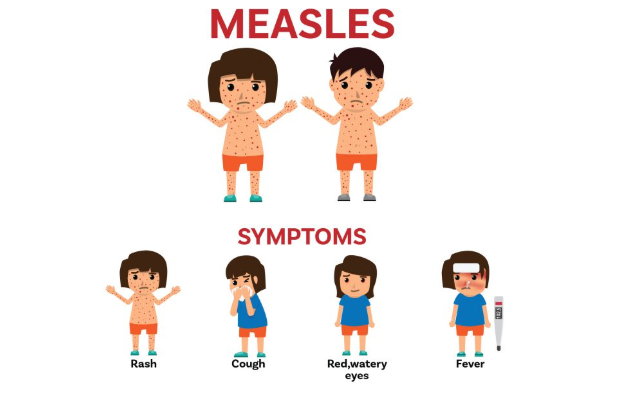 MEASLES
SYMPTOMS
Rash
Cough
Red,watery
eyes
Fever